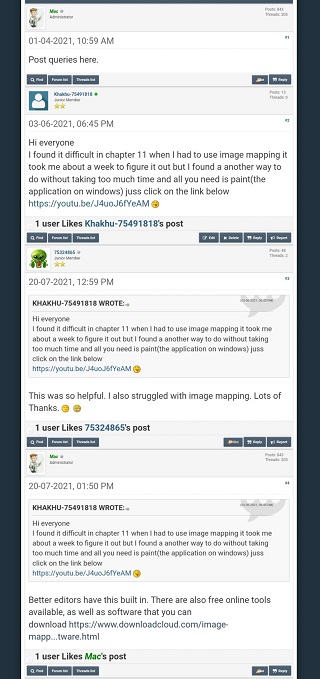 Mac
Administrator
Posts: 843
Threads: 205
01-04-2021, 10:59 AM
#1
Post queries here.
Find Forum list Threads list
Like Reply
Khakhu-75491818
Junior Member
Posts: 13
Threads: 0
03-06-2021, 06:45 PM
#2
Hi everyone
I found it difficult in chapter 11 when I had to use image mapping it
took me about a week to figure it out but I found a another way to
do without taking too much time and all you need is paint(the
application on windows) juss click on the link below
https://youtu.be/J4uoJ6fYeAM
1 user Likes Khakhu-75491818's post
Find Forum list Threads list
Edit Delete Reply Report
75324865
Junior Member
Posts: 49
Threads: 2
20-07-2021, 12:59 PM
#3
KHAKHU-75491818 WROTE:
(03-06-2021, 06:45 PM)
Hi everyone
I found it difficult in chapter 11 when I had to use image mapping it took me
about a week to figure it out but I found a another way to do without taking
too much time and all you need is paint(the application on windows) juss
click on the link below
https://youtu.be/J4uoJ6fYeAM
This was so helpful. I also struggled with image mapping. Lots of
Thanks.
1 user Likes 75324865's post
Find Forum list Threads list
Like Reply Report
Mac
Administrator
Posts: 843
Threads: 205
20-07-2021, 01:50 PM
#4
KHAKHU-75491818 WROTE:
(03-06-2021, 06:45 PM)
Hi everyone
I found it difficult in chapter 11 when I had to use image mapping it took me
about a week to figure it out but I found a another way to do without taking
too much time and all you need is paint(the application on windows) juss
click on the link below
https://youtu.be/J4uoJ6fYeAM
Better editors have this built in. There are also free online tools
available, as well as software that you can
download https://www.downloadcloud.com/image-
mapp...tware.html
1 user Likes Mac's post
Find Forum list Threads list
Like Reply Report